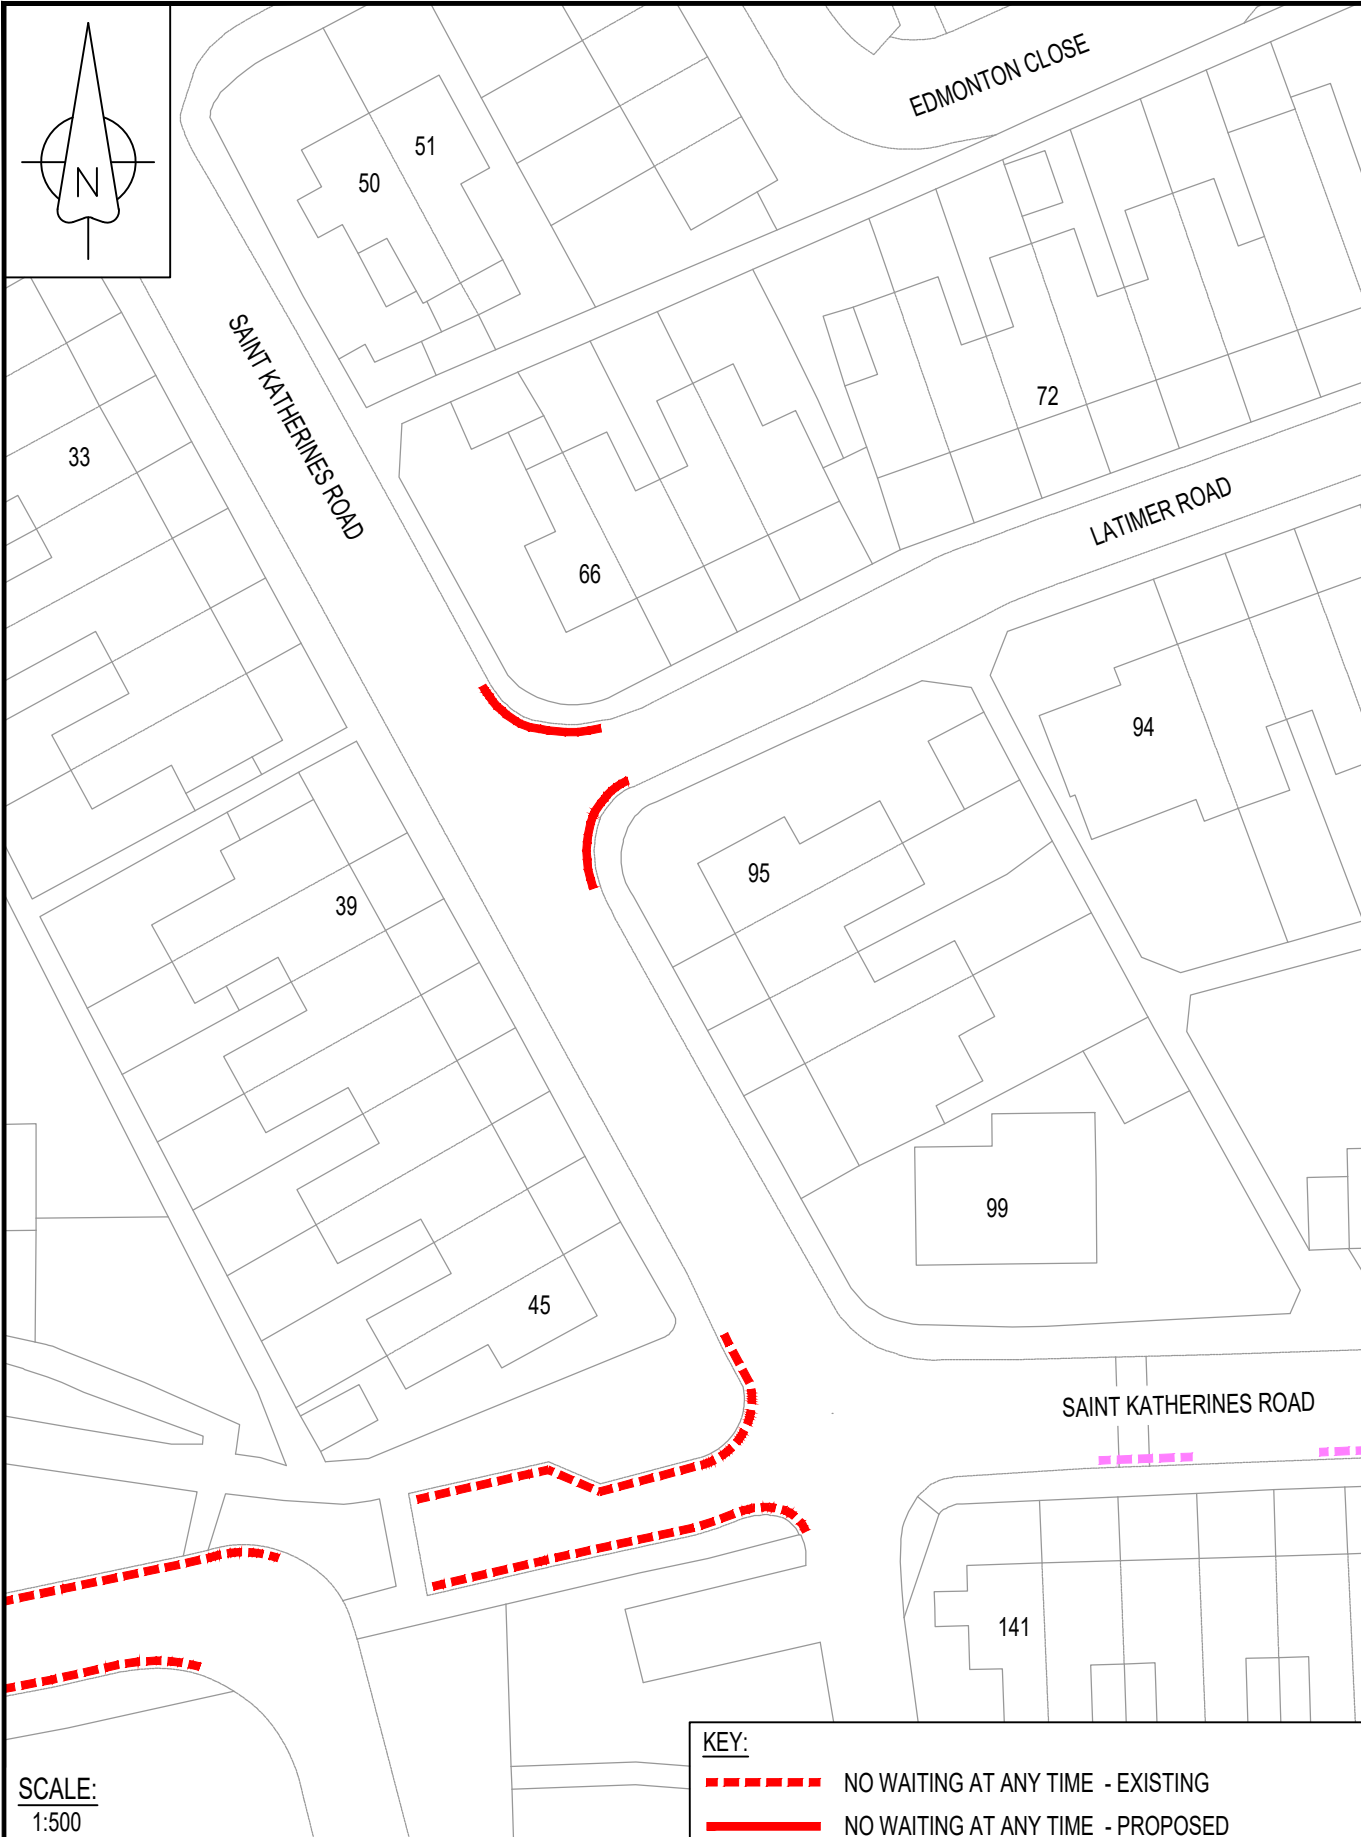 N
EDMONTON CLOSE
51
50
SAINT KATHERINES ROAD
33
72
LATIMER ROAD
66
94
95
39
99
45
SAINT KATHERINES ROAD
141
KEY:
NO WAITING AT ANY TIME - EXISTING
NO WAITING AT ANY TIME - PROPOSED
SCALE:
1:500